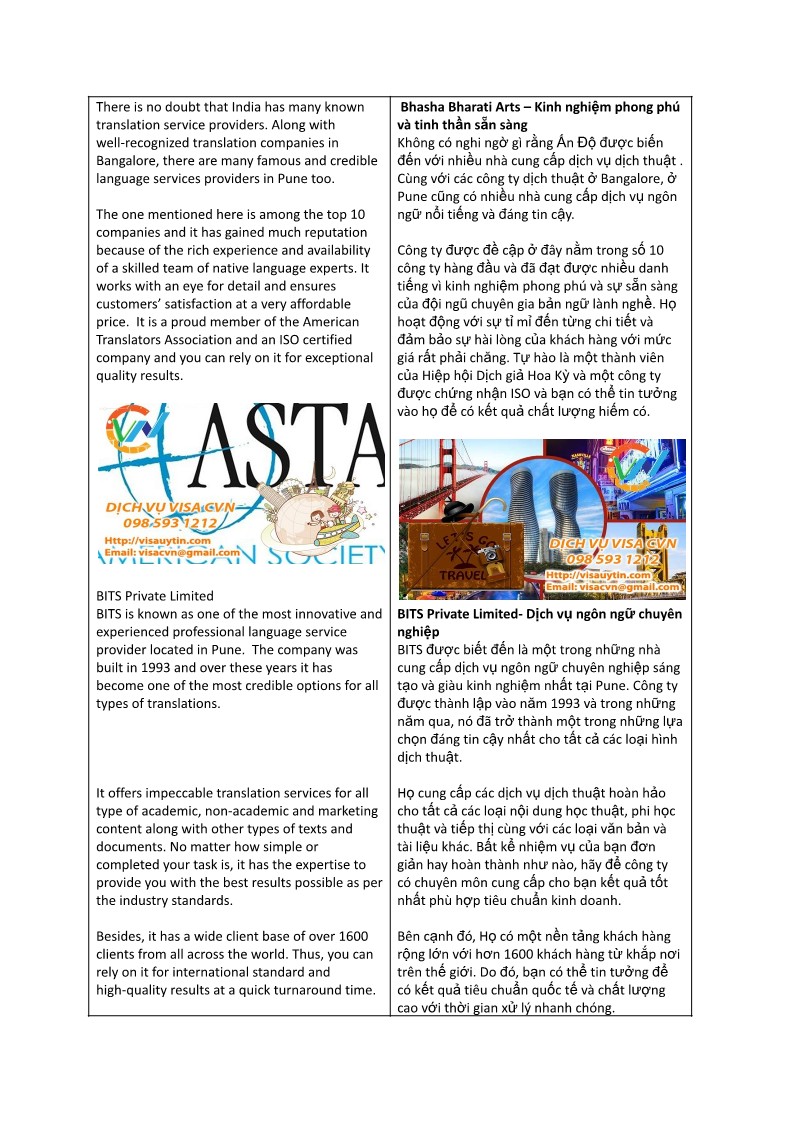 There is no doubt that India has many known
translation service providers. Along with
well-recognized translation companies in
Bangalore, there are many famous and credible
language services providers in Pune too.
The one mentioned here is among the top 10
companies and it has gained much reputation
because of the rich experience and availability
of a skilled team of native language experts. It
works with an eye for detail and ensures
customers’ satisfaction at a very affordable
price.  It is a proud member of the American
Translators Association and an ISO certified
company and you can rely on it for exceptional
quality results.
ASTA
CVN
DỊCH VỤ VISA CVN
098 593 1212
Http://visauytin.com
Email: visacvn@gmail.com
AMERICAN SOCIETY
BITS Private Limited
BITS is known as one of the most innovative and
experienced professional language service
provider located in Pune.  The company was
built in 1993 and over these years it has
become one of the most credible options for all
types of translations.
It offers impeccable translation services for all
type of academic, non-academic and marketing
content along with other types of texts and
documents. No matter how simple or
completed your task is, it has the expertise to
provide you with the best results possible as per
the industry standards.
Besides, it has a wide client base of over 1600
clients from all across the world. Thus, you can
rely on it for international standard and
high-quality results at a quick turnaround time.
Bhasha Bharati Arts – Kinh nghiệm phong phú
và tinh thần sẵn sàng
Không có nghi ngờ gì rằng Ấn Độ được biến
đến với nhiều nhà cung cấp dịch vụ dịch thuật .
Cùng với các công ty dịch thuật ở Bangalore, ở
Pune cũng có nhiều nhà cung cấp dịch vụ ngôn
ngữ nổi tiếng và đáng tin cậy.
Công ty được đề cập ở đây nằm trong số 10
công ty hàng đầu và đã đạt được nhiều danh
tiếng vì kinh nghiệm phong phú và sự sẵn sàng
của đội ngũ chuyên gia bản ngữ lành nghề. Họ
hoạt động với sự tỉ mỉ đến từng chi tiết và
đảm bảo sự hài lòng của khách hàng với mức
giá rất phải chăng. Tự hào là một thành viên
của Hiệp hội Dịch giả Hoa Kỳ và một công ty
được chứng nhận ISO và bạn có thể tin tưởng
vào họ để có kết quả chất lượng hiếm có.
CVN
LET'S GO
TRAVEL
DỊCH VỤ VISA CVN
098 593 1212
Http://visauytin.com
Email: visacvn@gmail.com
BITS Private Limited- Dịch vụ ngôn ngữ chuyên
nghiệp
BITS được biết đến là một trong những nhà
cung cấp dịch vụ ngôn ngữ chuyên nghiệp sáng
tạo và giàu kinh nghiệm nhất tại Pune. Công ty
được thành lập vào năm 1993 và trong những
năm qua, nó đã trở thành một trong những lựa
chọn đáng tin cậy nhất cho tất cả các loại hình
dịch thuật.
Họ cung cấp các dịch vụ dịch thuật hoàn hảo
cho tất cả các loại nội dung học thuật, phi học
thuật và tiếp thị cùng với các loại văn bản và
tài liệu khác. Bất kể nhiệm vụ của bạn đơn
giản hay hoàn thành như nào, hãy để công ty
có chuyên môn cung cấp cho bạn kết quả tốt
nhất phù hợp tiêu chuẩn kinh doanh.
Bên cạnh đó, Họ có một nền tảng khách hàng
rộng lớn với hơn 1600 khách hàng từ khắp nơi
trên thế giới. Do đó, bạn có thể tin tưởng để
có kết quả tiêu chuẩn quốc tế và chất lượng
cao với thời gian xử lý nhanh chóng.